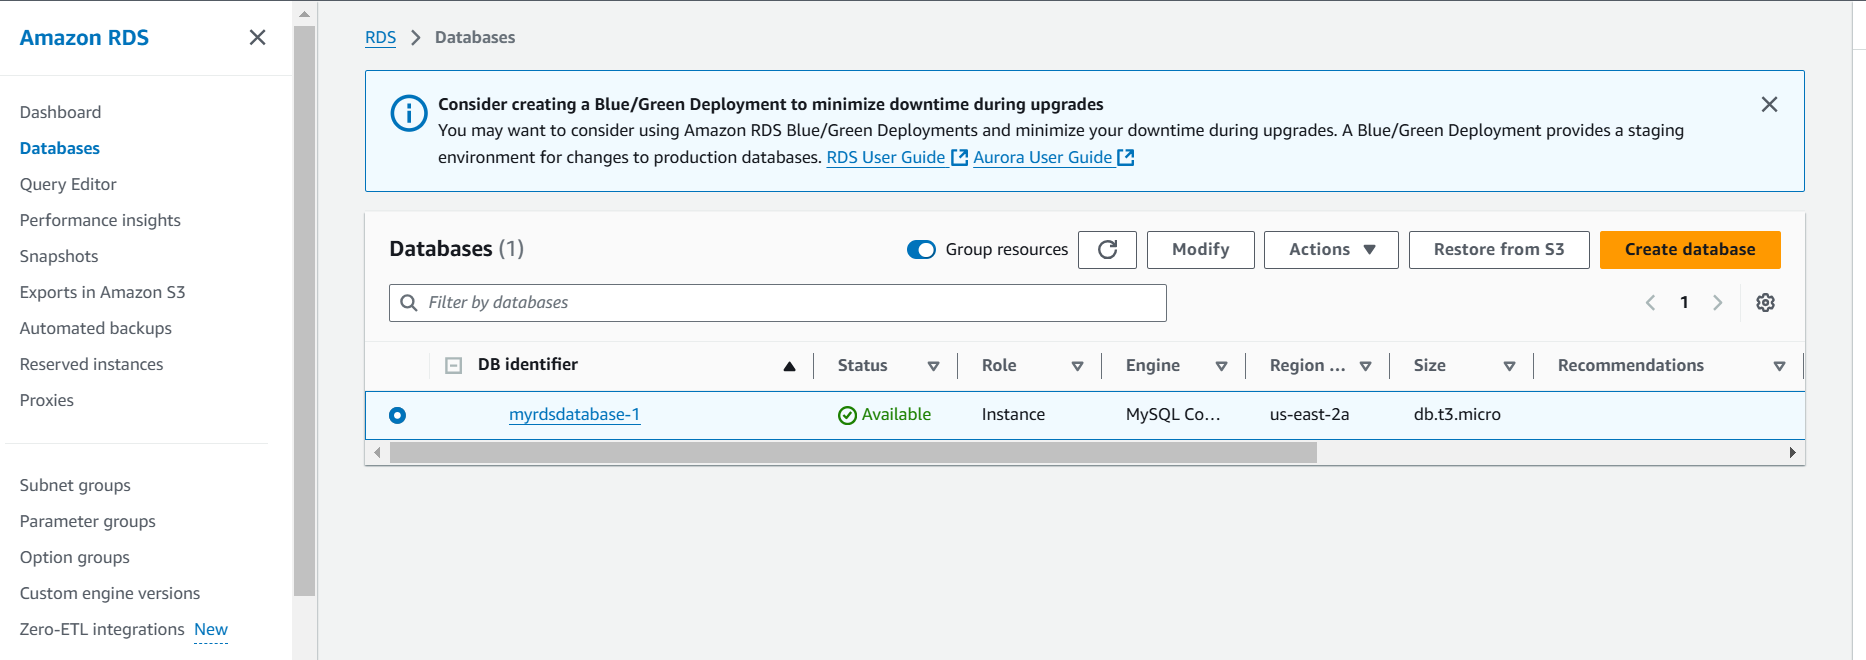 Amazon RDS
Dashboard
Databases
Query Editor
Performance insights
Snapshots
Exports in Amazon S3
Automated backups
Reserved instances
Proxies
Subnet groups
Parameter groups
Option groups
Custom engine versions
Zero-ETL integrations New
RDS Databases
Consider creating a Blue/Green Deployment to minimize downtime during upgrades
You may want to consider using Amazon RDS Blue/Green Deployments and minimize your downtime during upgrades. A Blue/Green Deployment provides a staging
environment for changes to production databases. RDS User Guide Aurora User Guide
Databases (1) Group resources Modify Actions Restore from S3 Create database
Filter by databases 1
DB identifier Status Role Engine Region ... Size Recommendations
myrdsdatabase-1 Available Instance MySQL Co... us-east-2a db.t3.micro